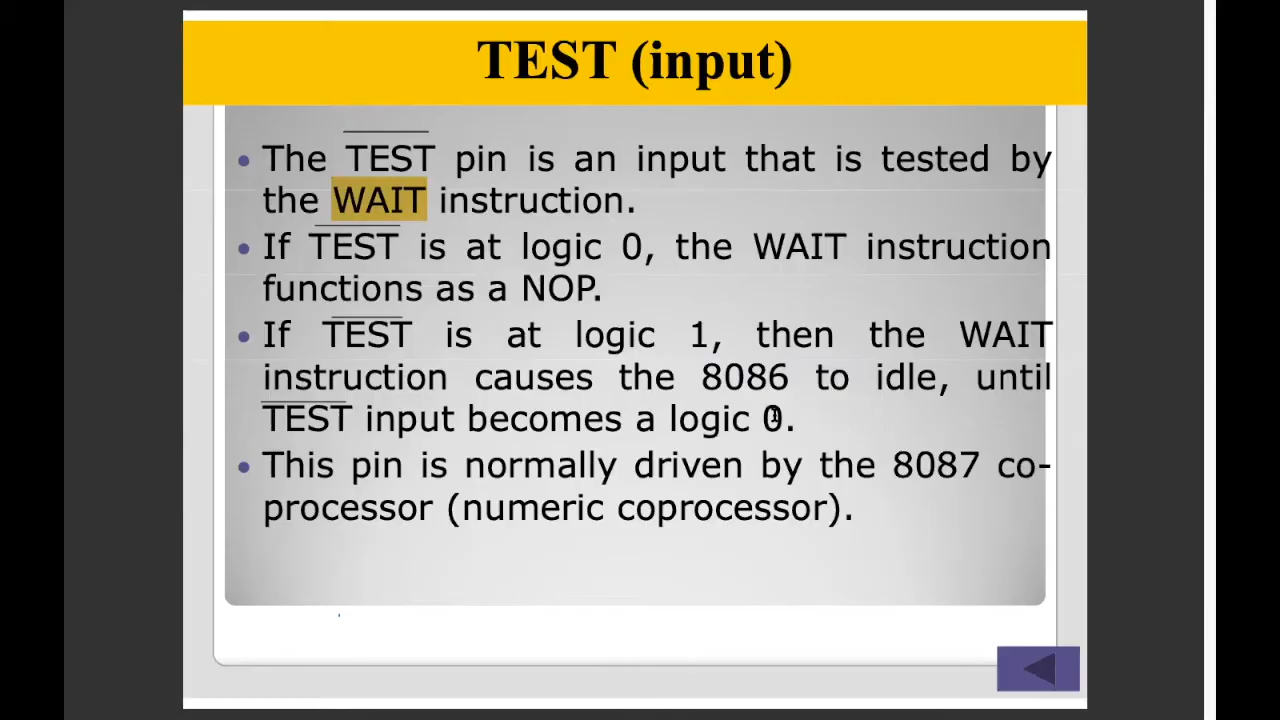 TEST (input)
• The TEST pin is an input that is tested by
the WAIT instruction.
• If TEST is at logic 0, the WAIT instruction
functions as a NOP.
• If TEST is at logic 1, then the WAIT
instruction causes the 8086 to idle, until
TEST input becomes a logic 0.
• This pin is normally driven by the 8087 co-
processor (numeric coprocessor).